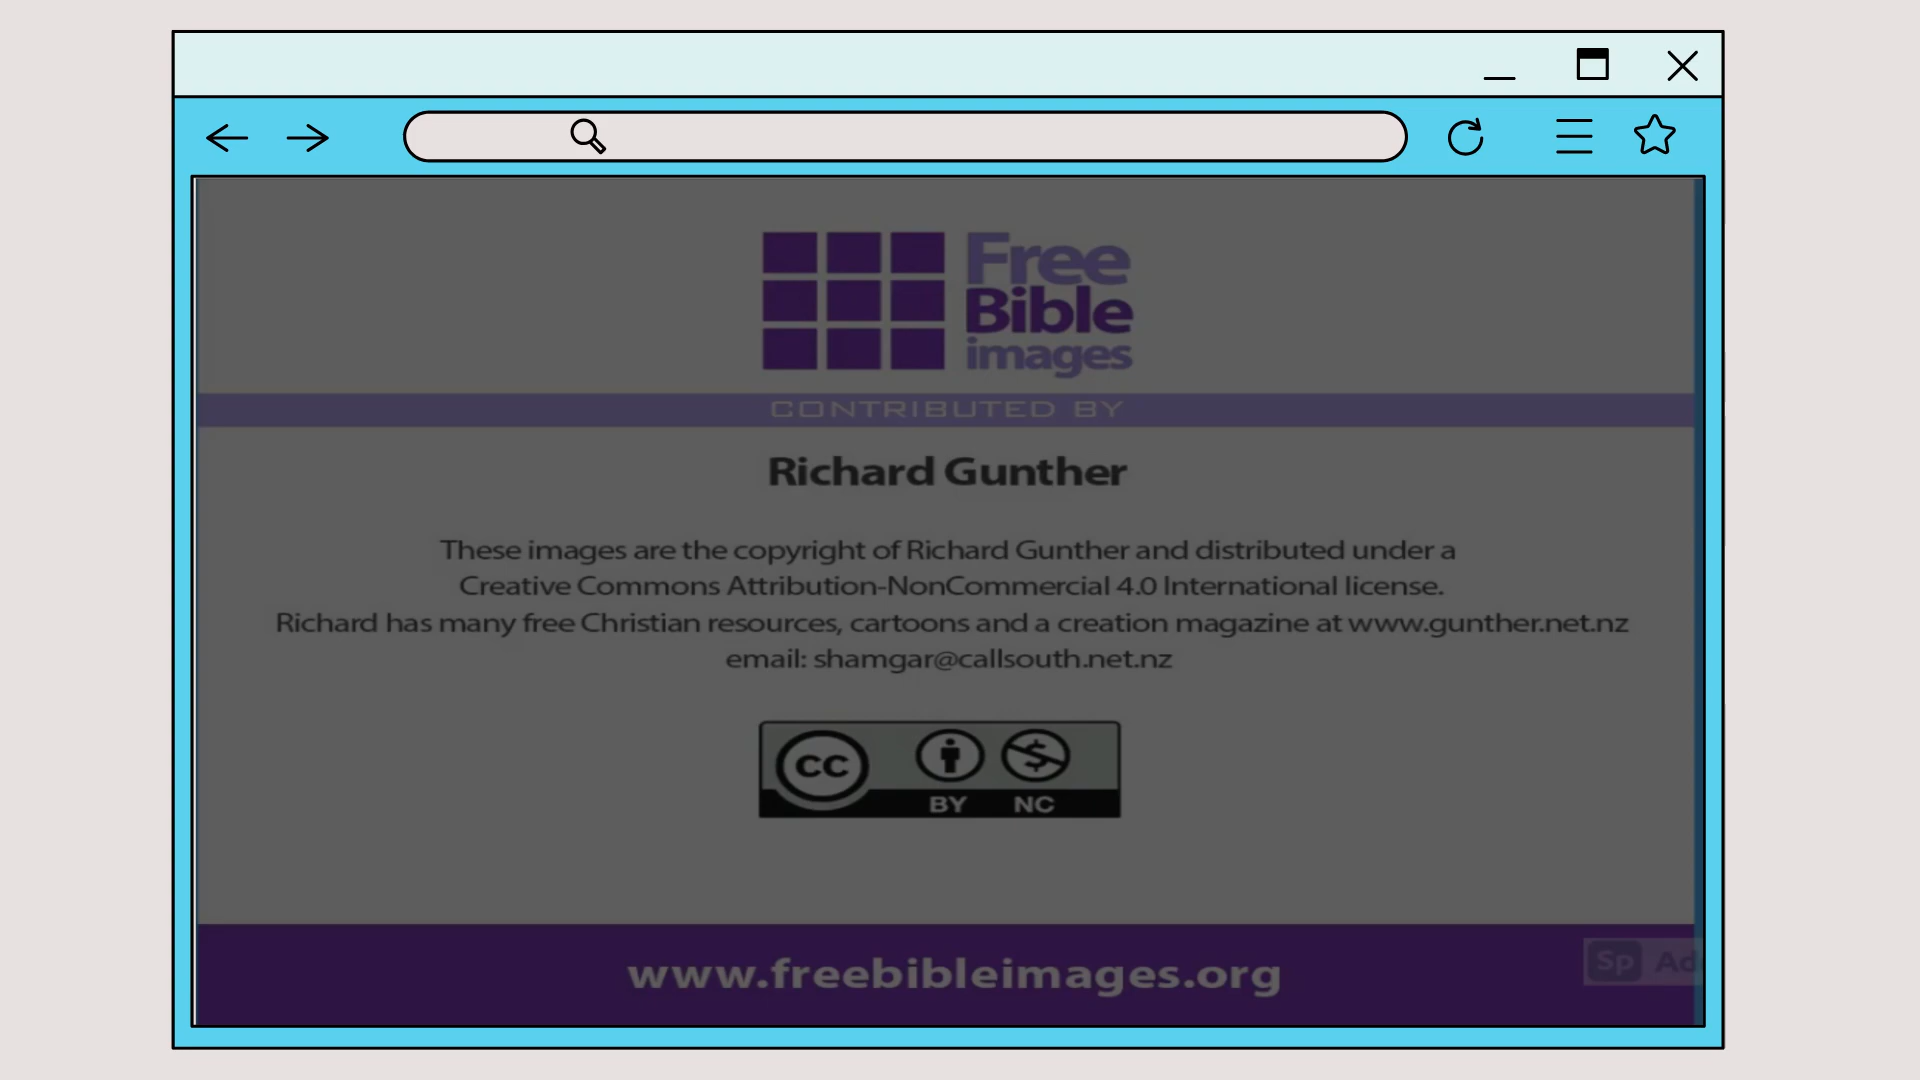 Free
Bible
images
CONTRIBUTED BY
Richard Gunther
These images are the copyright of Richard Gunther and distributed under a
Creative Commons Attribution-NonCommercial 4.0 International license.
Richard has many free Christian resources, cartoons and a creation magazine at www.gunther.net.nz
email: shamgar@callsouth.net.nz
CC
BY NC
www.freebibleimages.org
Sp